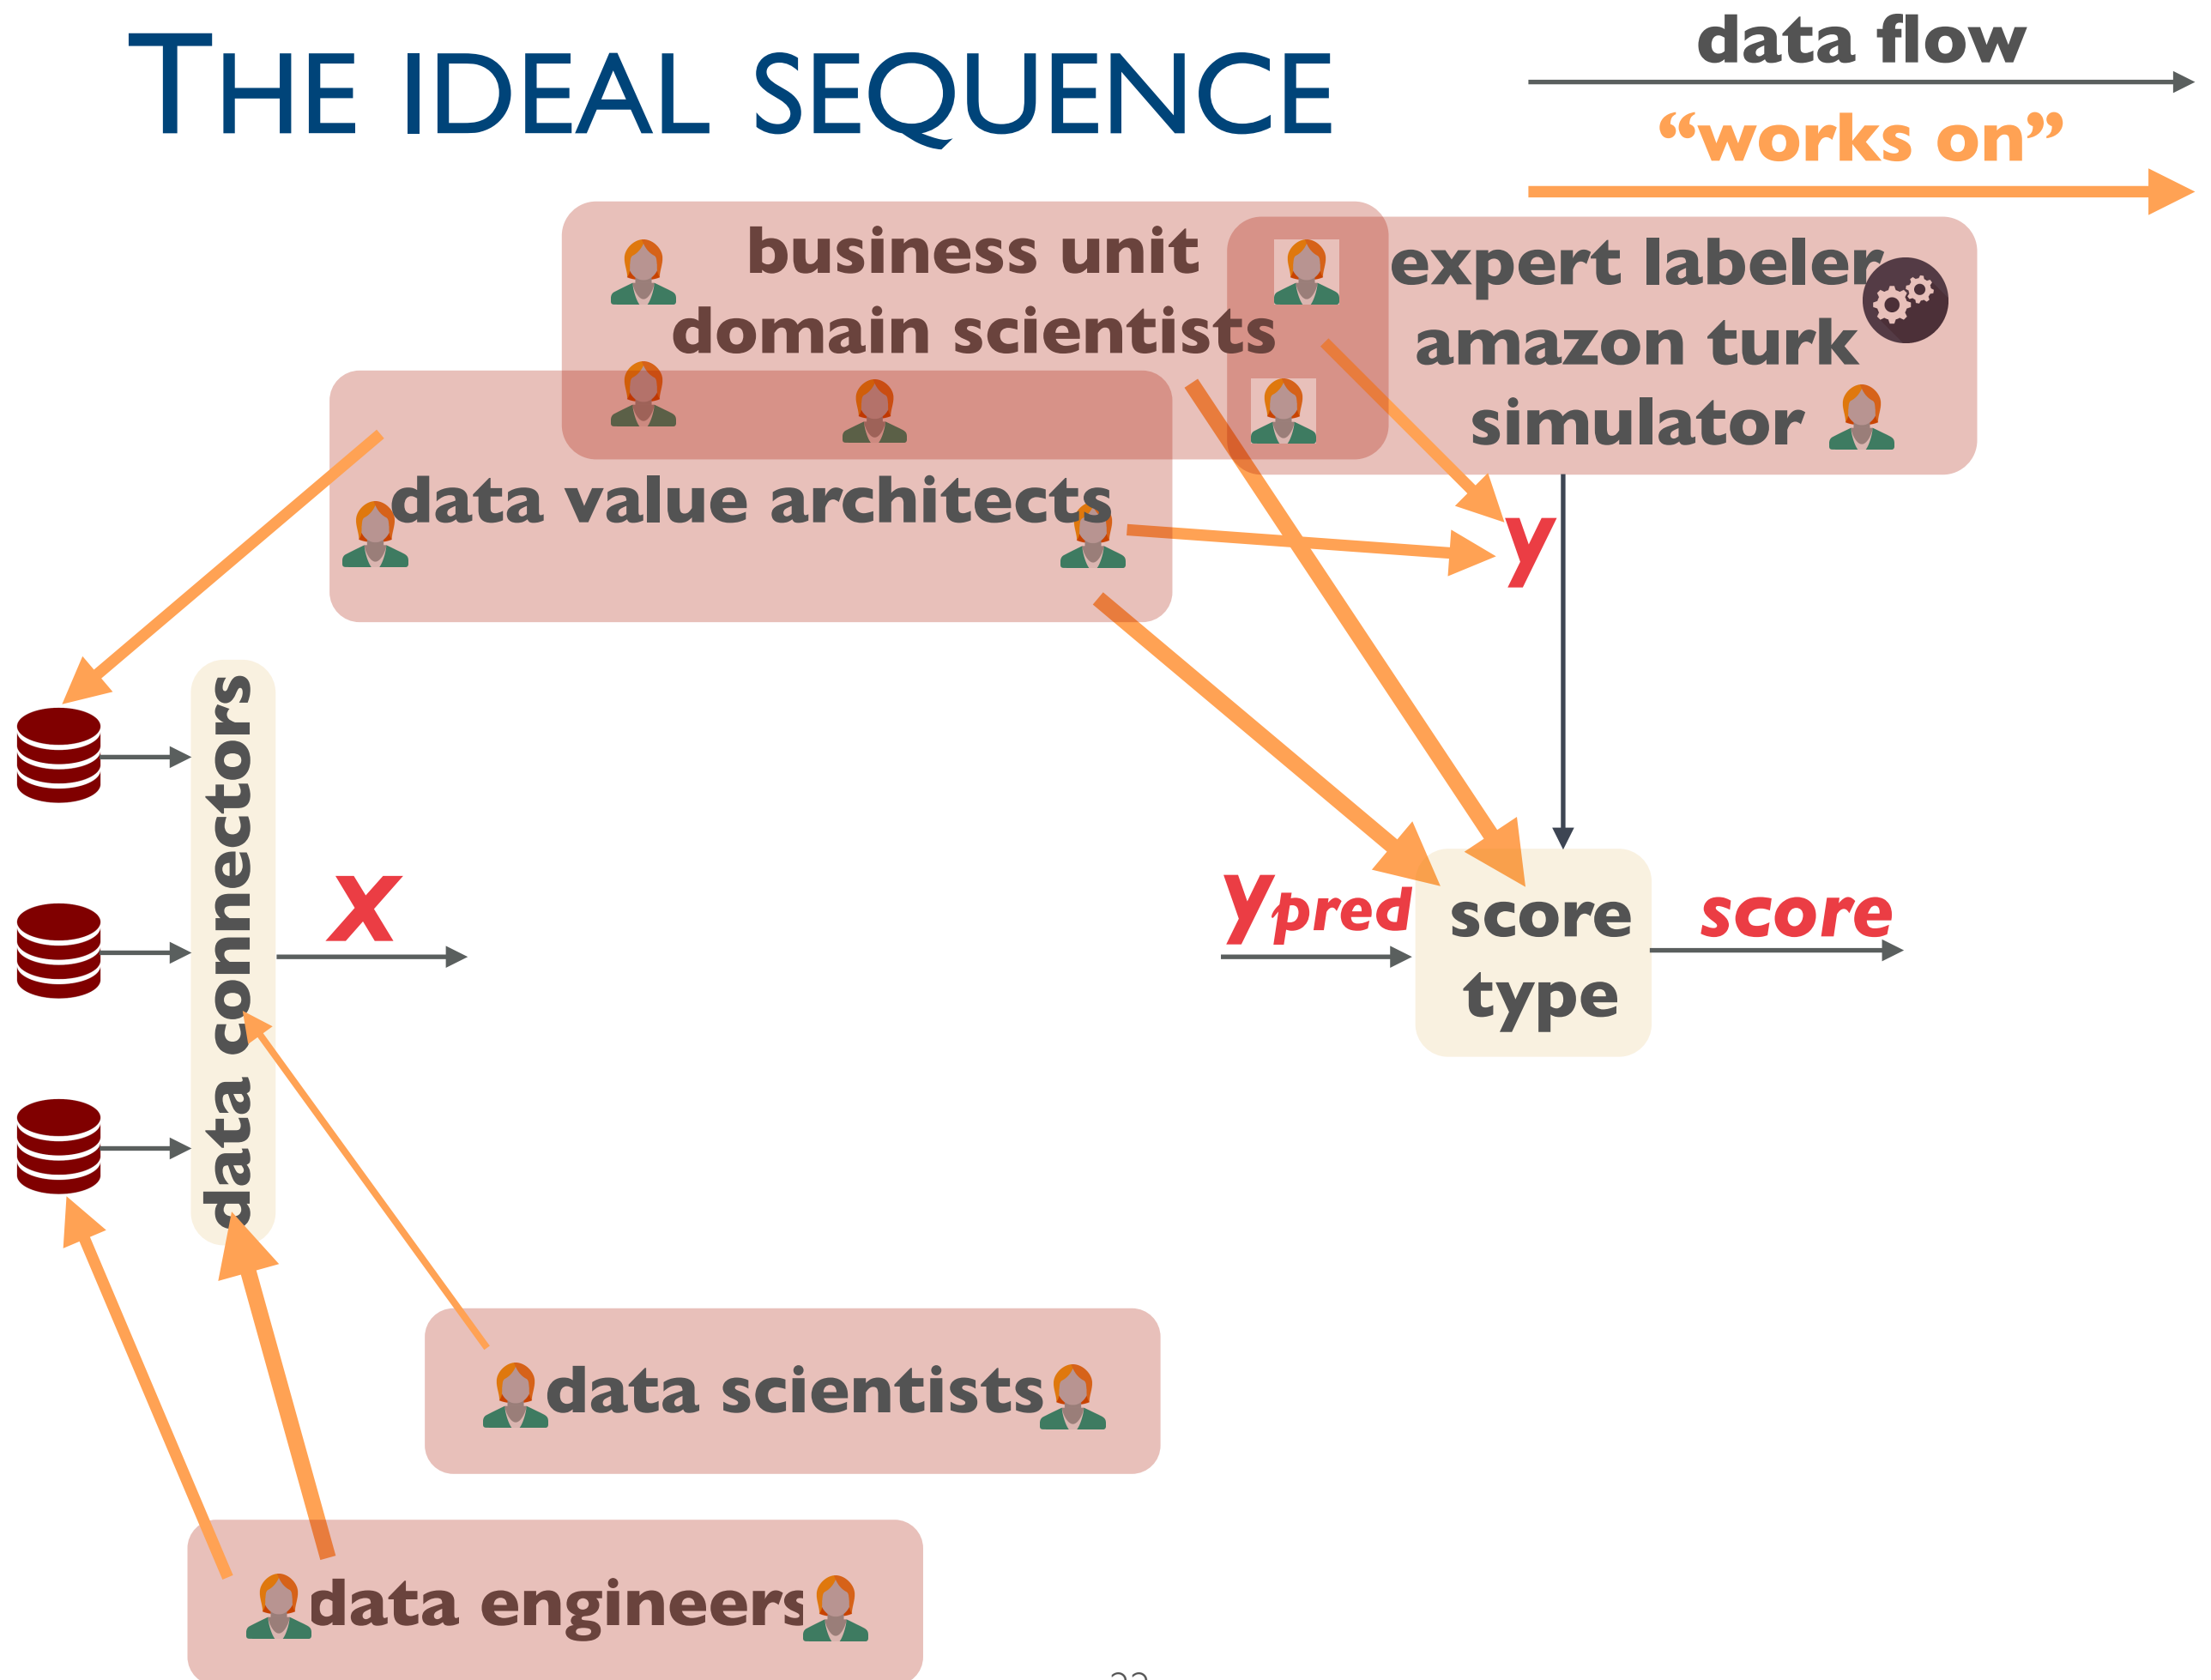 THE IDEAL SEQUENCE
data flow
“works on”
business unit
domain scientists
expert labeler
amazon turk
simulator
data value architects
y
data connectors
X
ypred
score
type
score
data scientists
data engineers